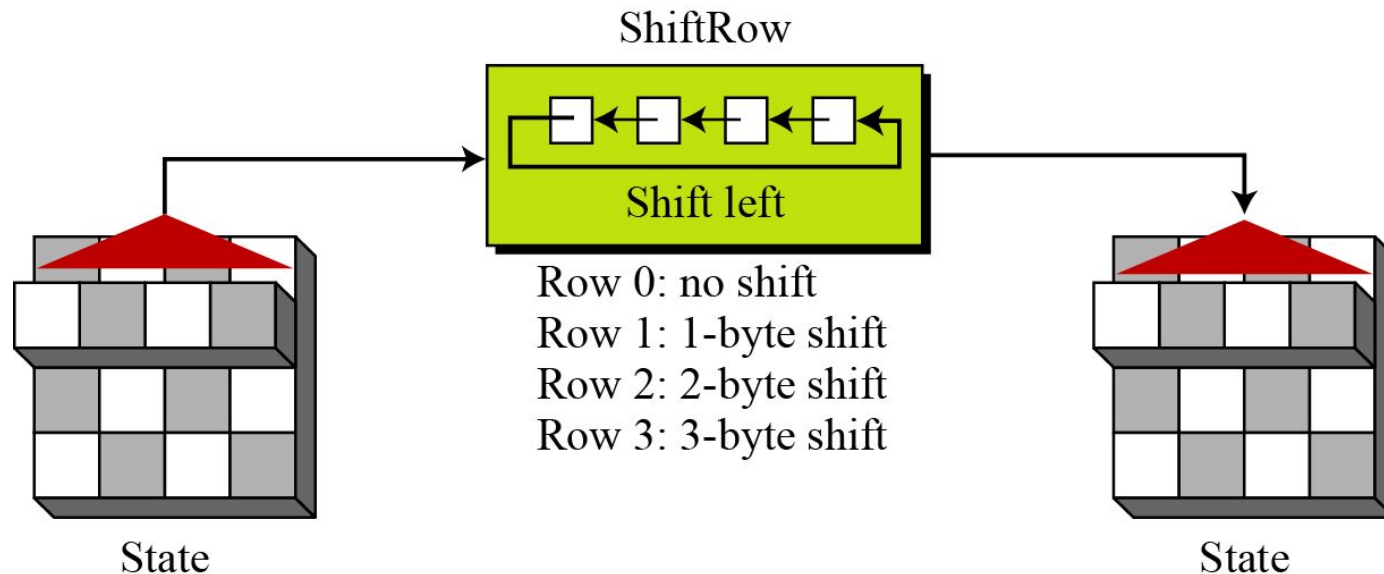 ShiftRow
Shift left
Row 0: no shift
Row 1: 1-byte shift
Row 2: 2-byte shift
Row 3: 3-byte shift
State
State